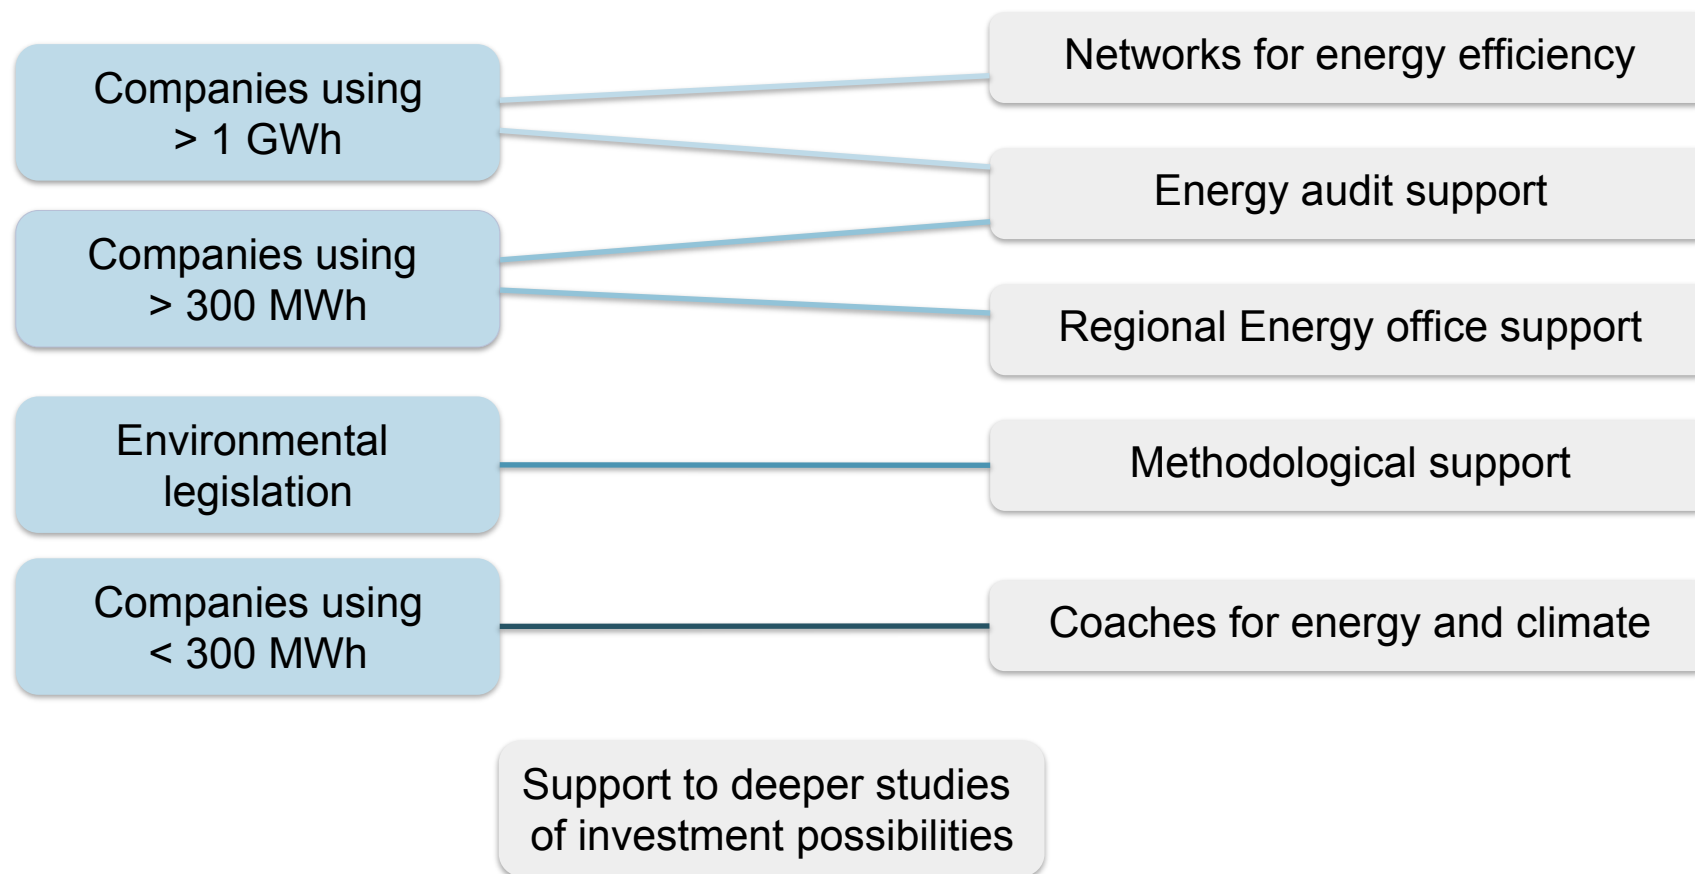 Companies using
> 1 GWh
Companies using
> 300 MWh
Environmental
legislation
Companies using
< 300 MWh
Networks for energy efficiency
Energy audit support
Regional Energy office support
Methodological support
Coaches for energy and climate
Support to deeper studies
of investment possibilities